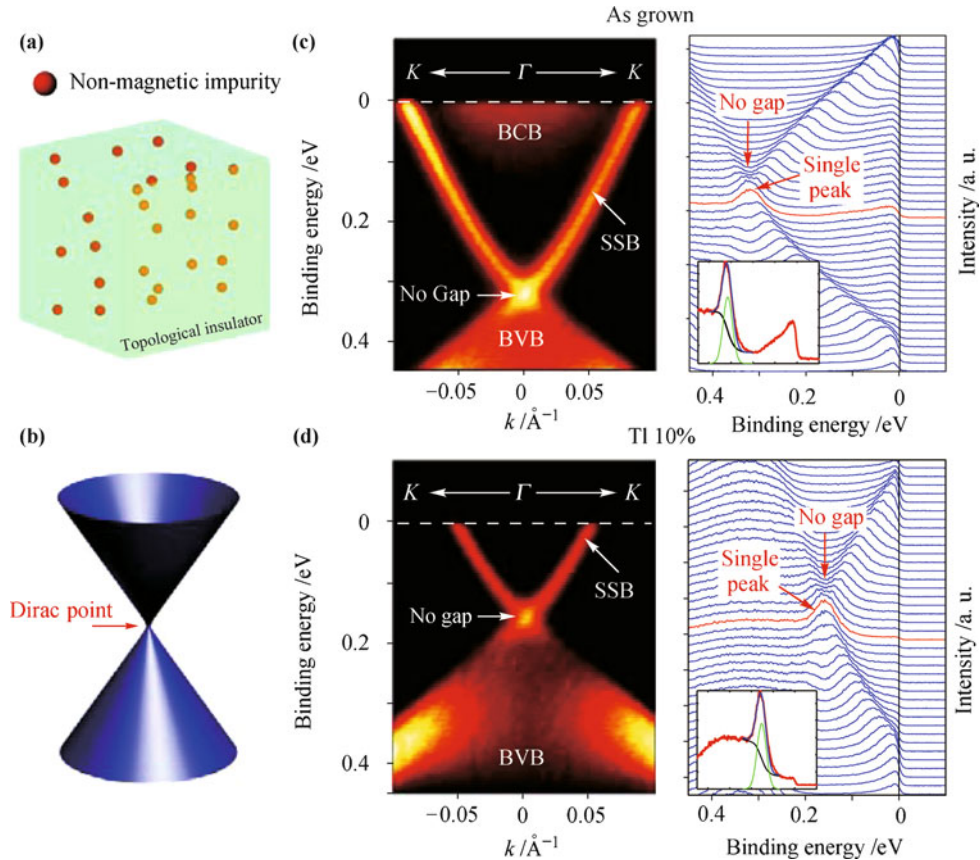 As grown
(a)
Non-magnetic impurity
Topological insulator
(b)
Dirac point
(c)
K Γ K
0
BCB
0.2
SSB
No Gap
BVB
0.4
Binding energy /eV
−0.05 0 0.05
k /Å⁻¹
No gap
Single
peak
Intensity /a. u.
0.4 0.2 0
Binding energy /eV
(d)
Tl 10%
K Γ K
0
SSB
No gap
0.2
BVB
0.4
Binding energy /eV
−0.05 0 0.05
k /Å⁻¹
No gap
Single
peak
Intensity /a. u.
0.4 0.2 0
Binding energy /eV